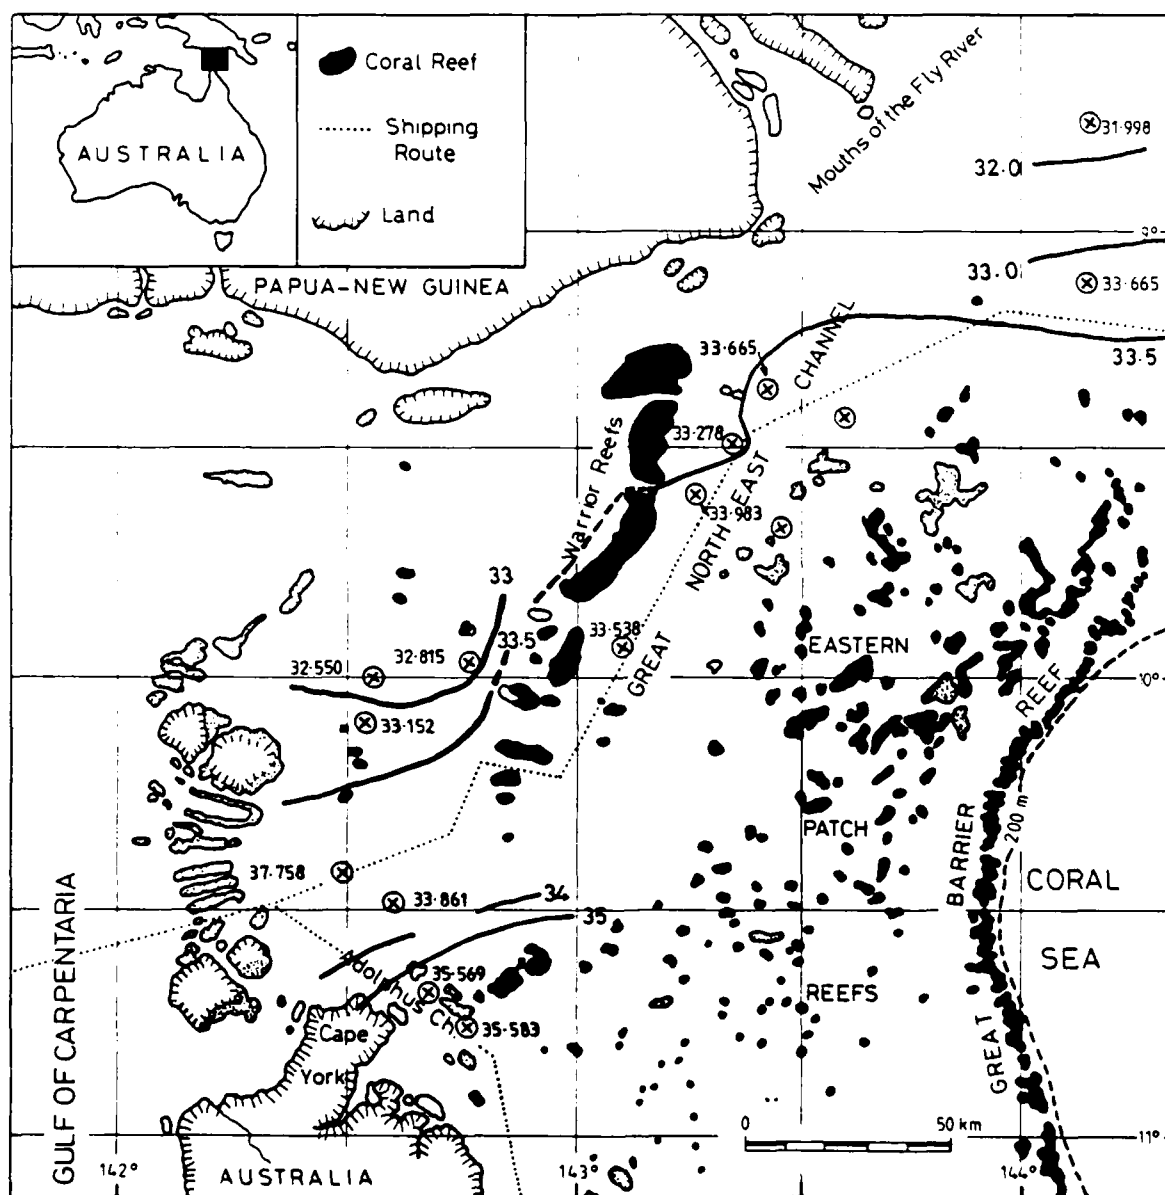 AUSTRALIA
Coral Reef
Shipping
Route
Land
Mouths of the Fly River
31·998
32.0
9°
33.0
33·665
PAPUA-NEW GUINEA
33·665
CHANNEL
33.5
33·278
Warrior Reefs
33·983
NORTH EAST
33
33.5
33·538
32·815
32·550
EASTERN
GREAT
REEF
10°
33·152
200 m
PATCH
BARRIER
37·758
33·861
34
35
CORAL
SEA
Adolphus Ch.
35·569
35·583
REEFS
GREAT
GULF OF CARPENTARIA
Cape
York
0
50 km
11°
142°
143°
144°
AUSTRALIA